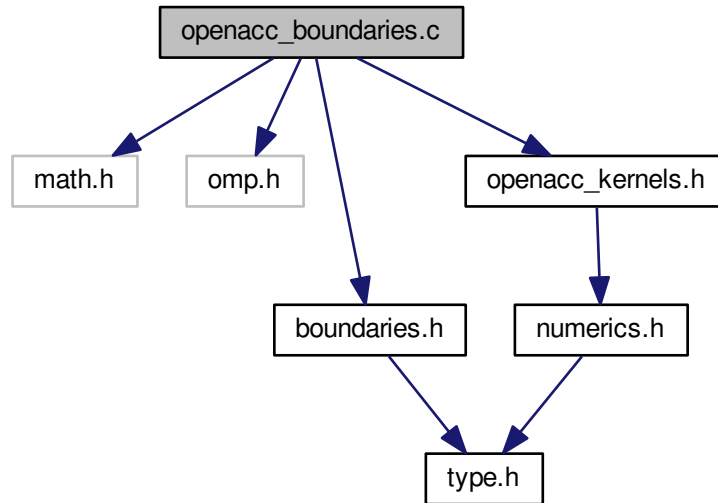 openacc_boundaries.c
math.h
omp.h
openacc_kernels.h
boundaries.h
numerics.h
type.h